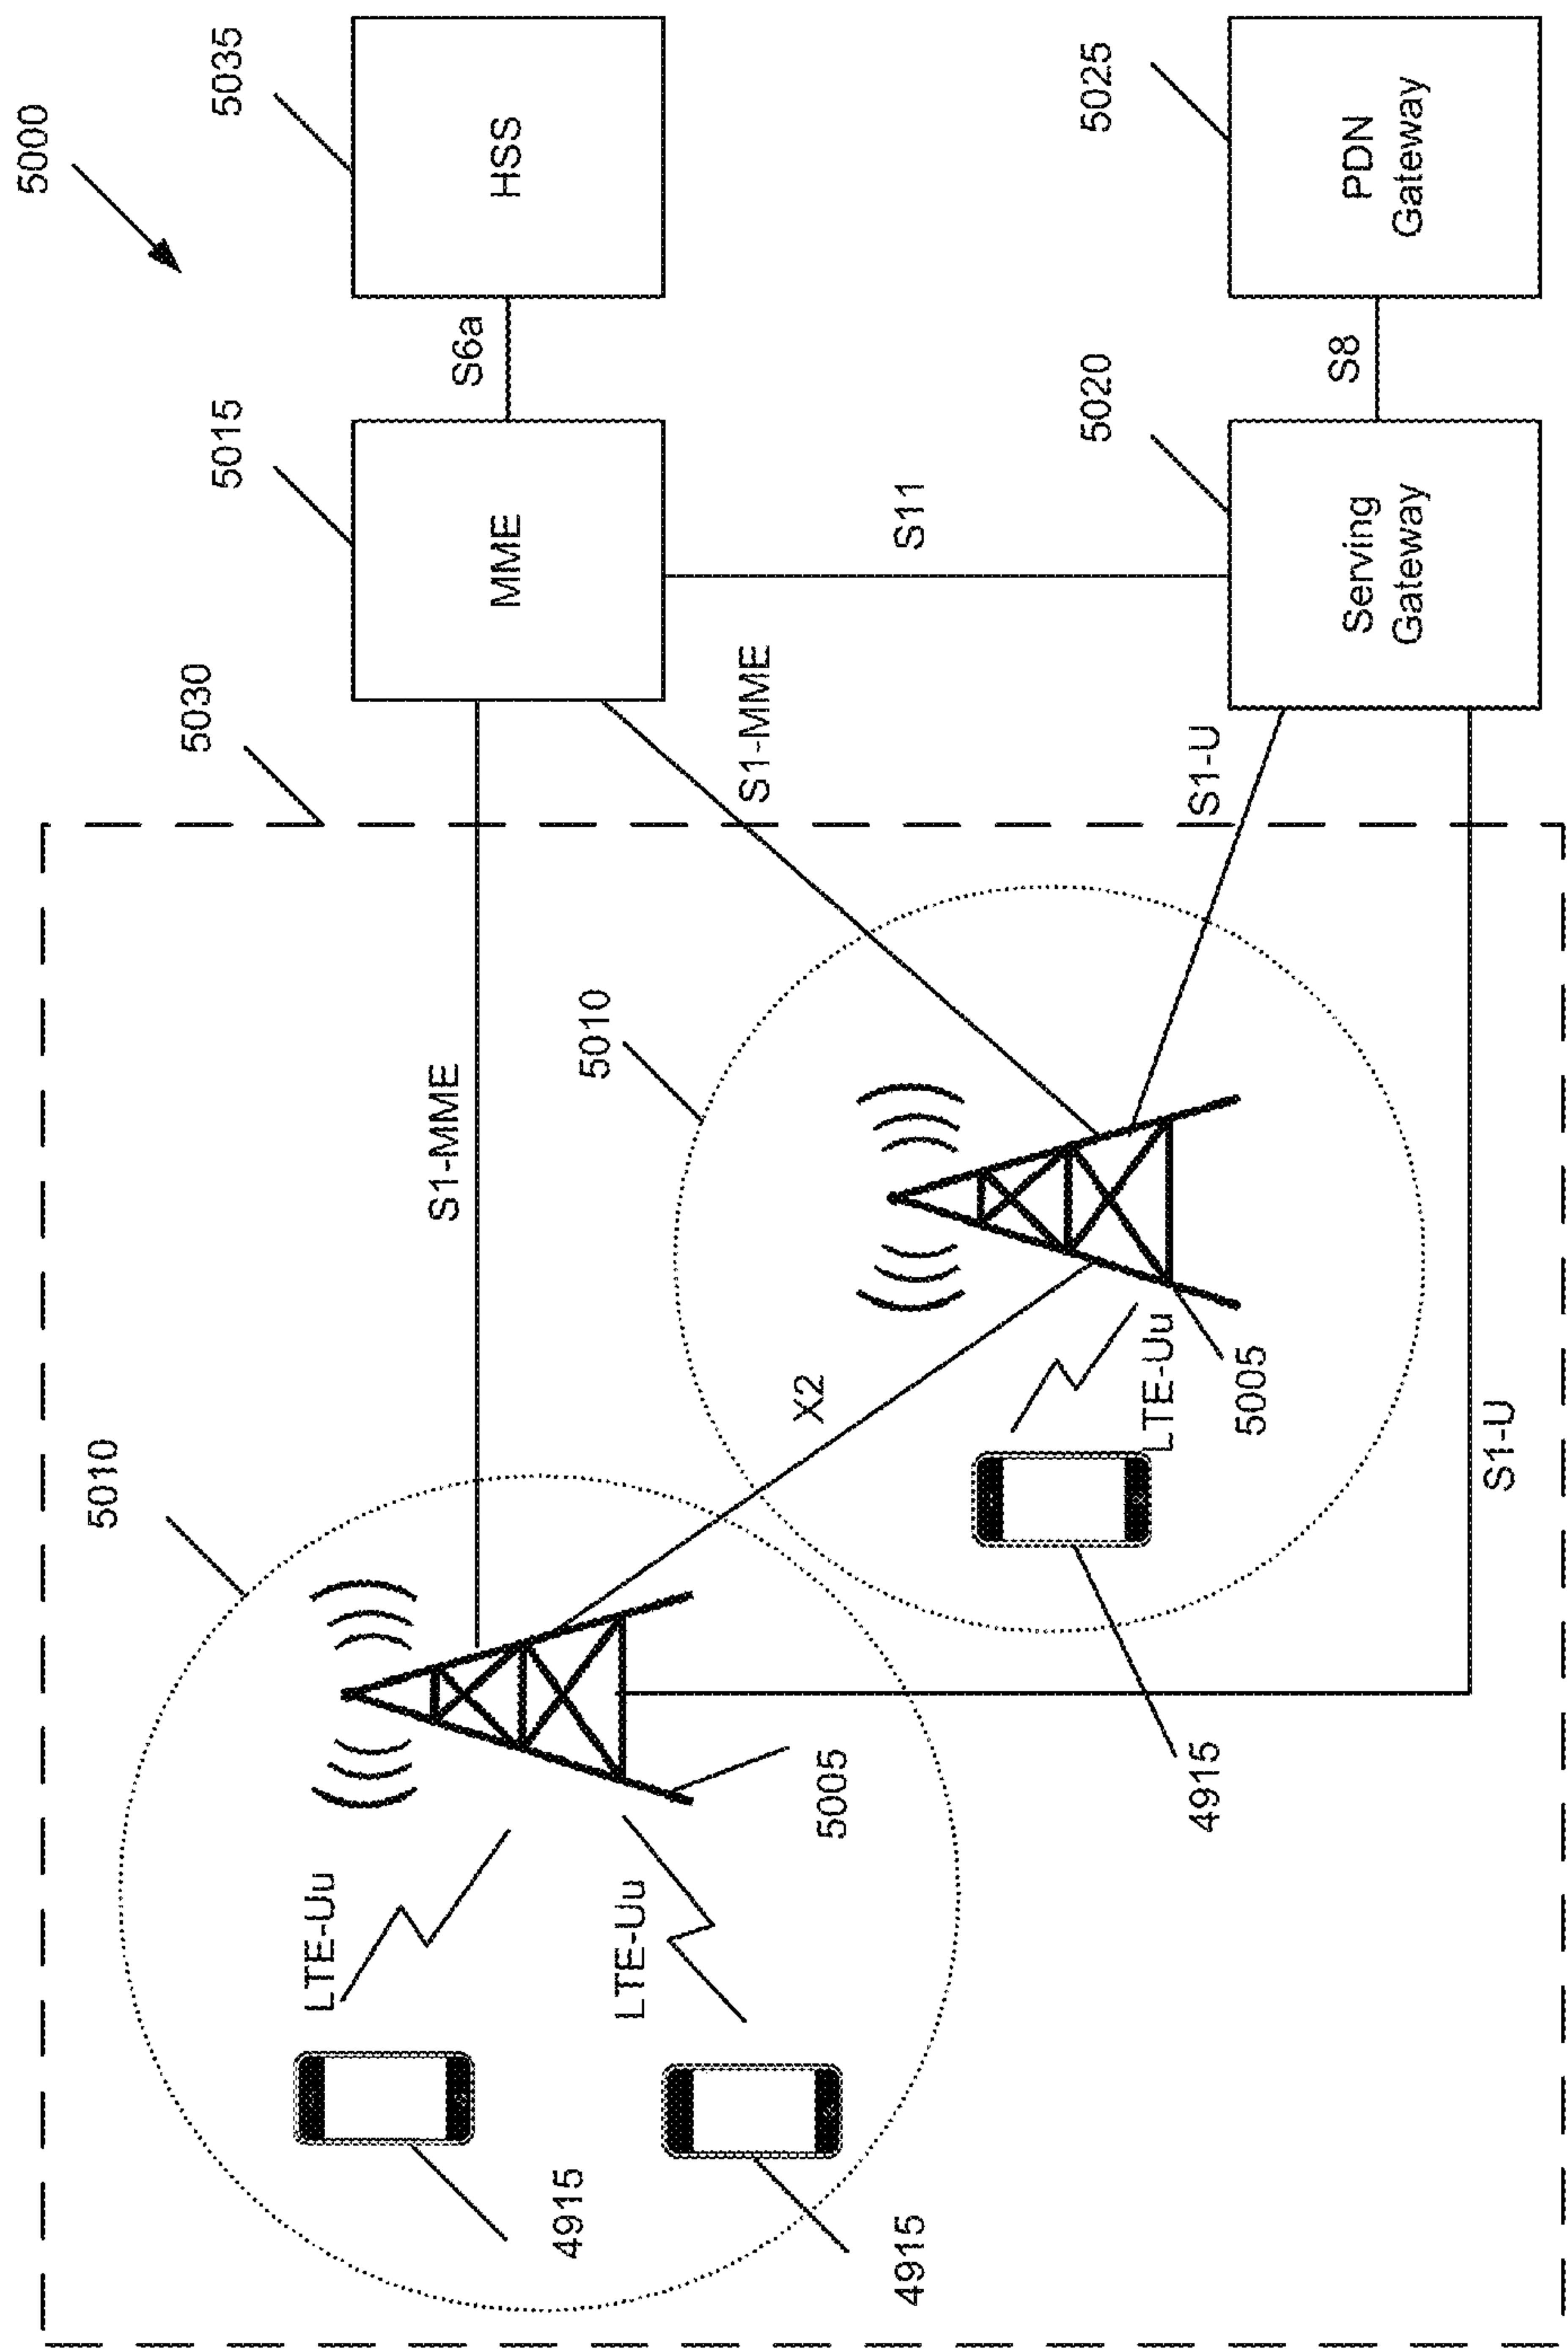 5000
5035
HSS
S6a
5015
MME
5030
S1-MME
S1-MME
S11
5025
PDN
Gateway
S8
5020
Serving
Gateway
S1-U
S1-U
5010
5010
X2
LTE-Uu
LTE-Uu
LTE-Uu
5005
5005
4915
4915
4915